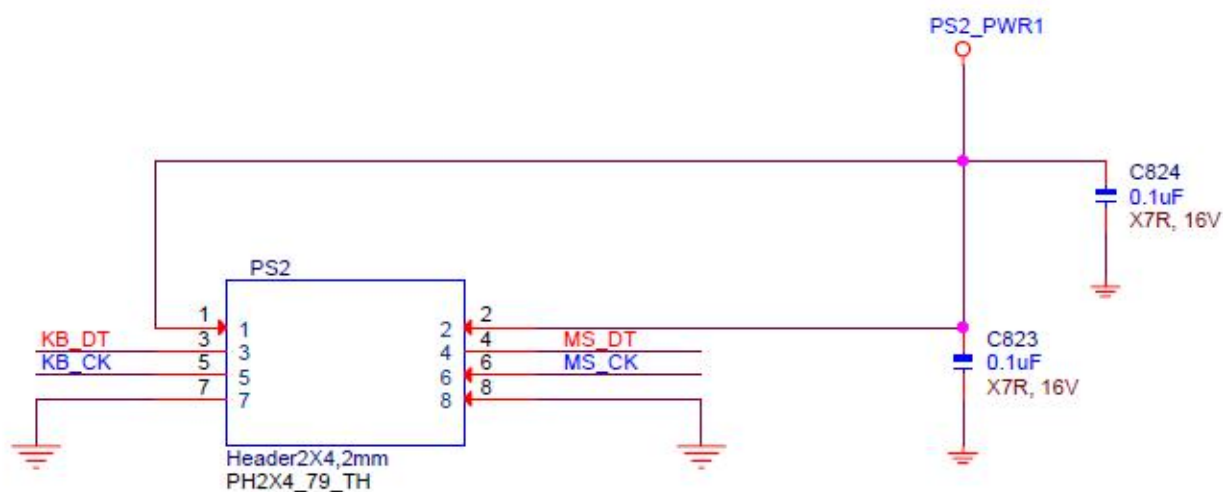 PS2_PWR1
C824
0.1uF
X7R, 16V
PS2
1 1 2 2
KB_DT 3 3 4 4 MS_DT
KB_CK 5 5 6 6 MS_CK
7 7 8 8
C823
0.1uF
X7R, 16V
Header2X4,2mm
PH2X4_79_TH